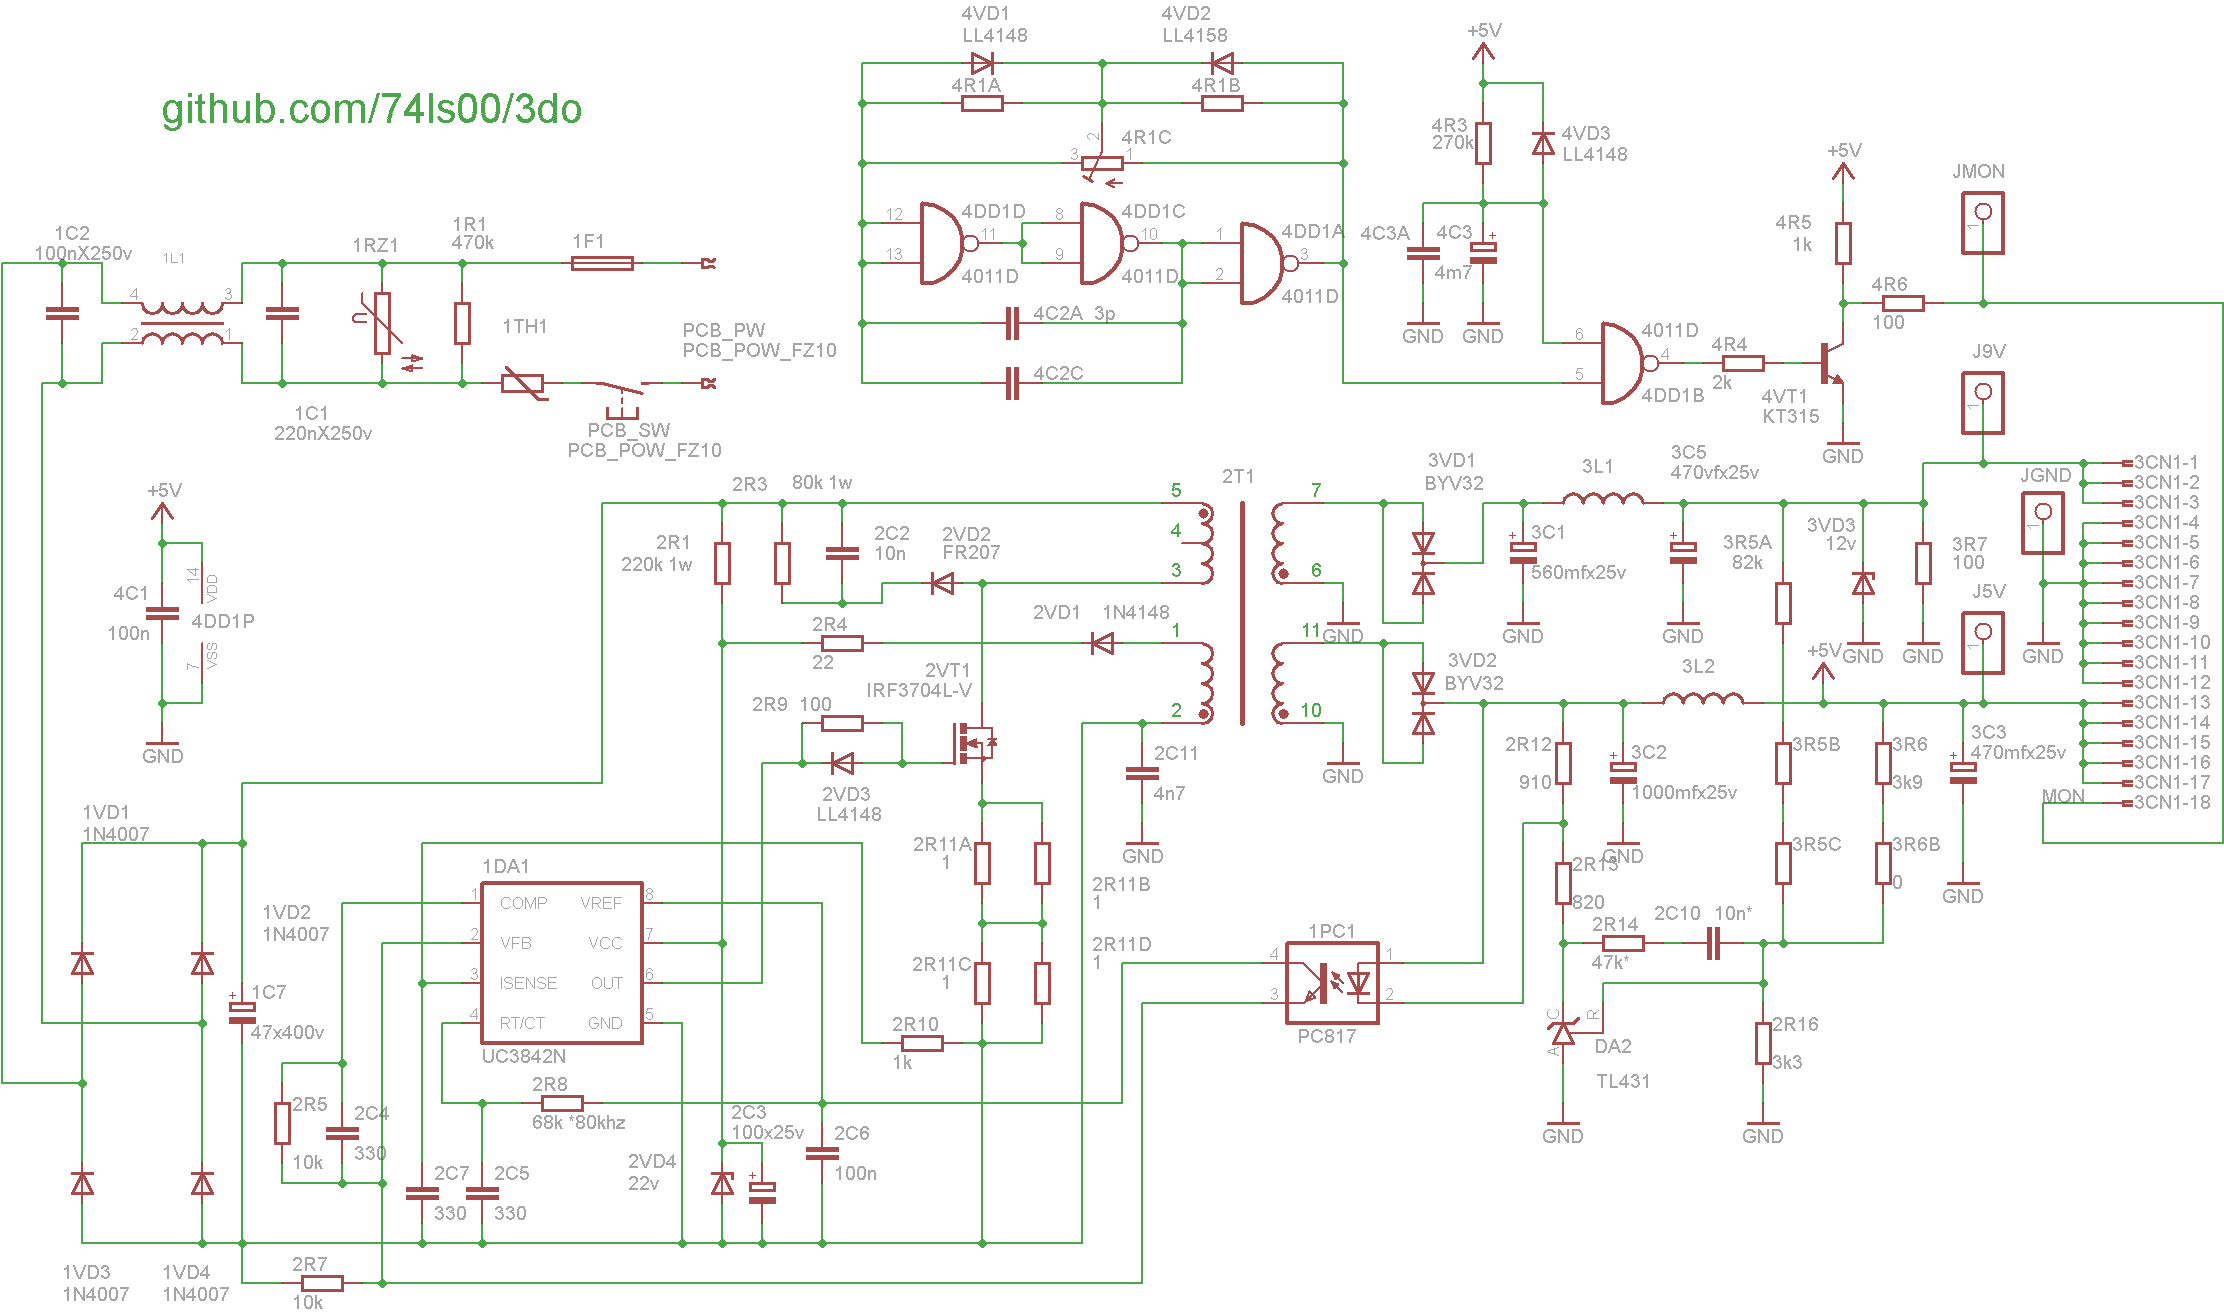 github.com/74ls00/3do
4VD1
LL4148
4VD2
LL4158
4R1A
4R1B
4R1C
2
3
1
+5V
4R3
270k
4VD3
LL4148
+5V
4R5
1k
JMON
1
4R6
100
12
13
4DD1D
11
4011D
8
9
4DD1C
10
4011D
1
2
4DD1A
3
4011D
4C2A 3p
4C2C
4C3A
4C3
+
4m7
GND
GND
6
5
4011D
4
4DD1B
4R4
2k
4VT1
KT315
GND
J9V
1
1C2
100nX250v
1L1
4
3
2
1
1RZ1
U
1R1
470k
1F1
1TH1
PCB_PW
PCB_POW_FZ10
1C1
220nX250v
PCB_SW
PCB_POW_FZ10
+5V
14
VDD
4C1
100n
4DD1P
7
VSS
GND
2R3
80k 1w
2R1
220k 1w
2C2
10n
2VD2
FR207
2T1
5
4
3
7
6
2VD1
1N4148
1
2
11
10
GND
GND
2R4
22
2VT1
IRF3704L-V
2R9 100
2VD3
LL4148
2C11
4n7
GND
3VD1
BYV32
3L1
3C5
470vfx25v
+
3C1
560mfx25v
+
GND
GND
3R5A
82k
3VD3
12v
GND
3R7
100
GND
JGND
1
GND
J5V
1
3VD2
BYV32
3L2
+5V
2R12
910
3C2
+
1000mfx25v
GND
3R5B
3R6
3k9
3C3
+
470mfx25v
GND
3R5C
3R6B
0
2R13
820
2R14
47k*
2C10 10n*
C
R
A
DA2
TL431
GND
2R16
3k3
GND
3CN1-1
3CN1-2
3CN1-3
3CN1-4
3CN1-5
3CN1-6
3CN1-7
3CN1-8
3CN1-9
3CN1-10
3CN1-11
3CN1-12
3CN1-13
3CN1-14
3CN1-15
3CN1-16
3CN1-17
MON
3CN1-18
1VD1
1N4007
1VD2
1N4007
+
1C7
47x400v
1DA1
1
COMP
VREF
8
2
VFB
VCC
7
3
ISENSE
OUT
6
4
RT/CT
GND
5
UC3842N
2R11A
1
2R11B
1
2R11C
1
2R11D
1
2R10
1k
1PC1
4
1
3
2
PC817
2R8
68k *80khz
2R5
10k
2C4
330
2C7
330
2C5
330
2VD4
22v
2C3
100x25v
+
2C6
100n
1VD3
1N4007
1VD4
1N4007
2R7
10k